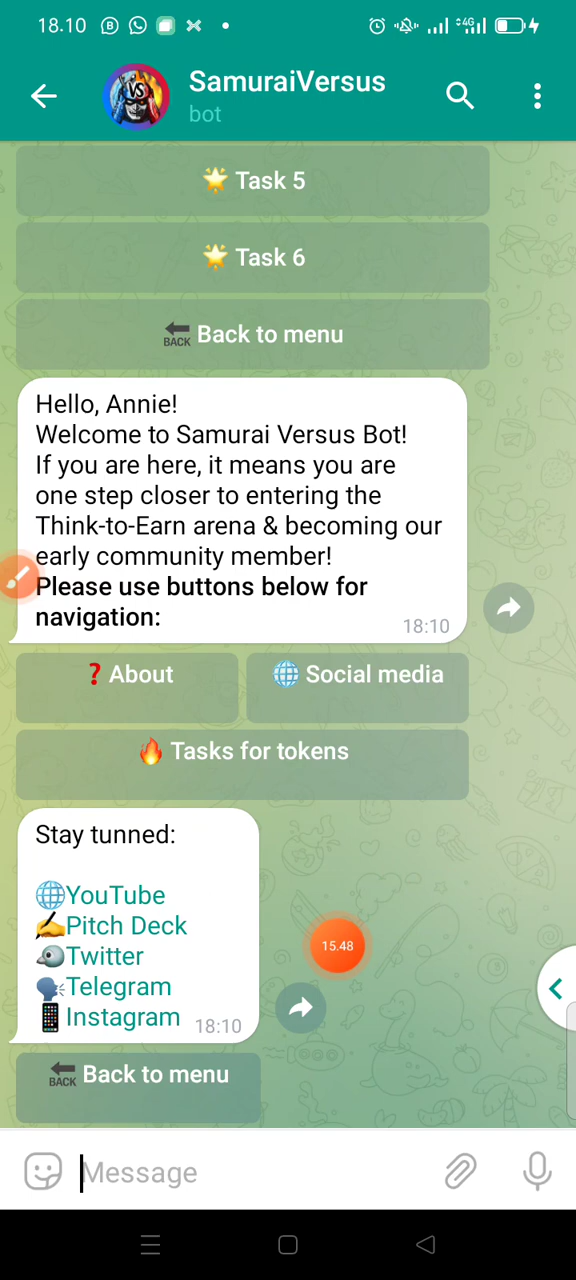 18.10
4G
SamuraiVersus
bot
VS
🌟 Task 5
🌟 Task 6
🔙 Back to menu
Hello, Annie!
Welcome to Samurai Versus Bot!
If you are here, it means you are
one step closer to entering the
Think-to-Earn arena & becoming our
early community member!
Please use buttons below for
navigation:
18:10
❓ About
🌐 Social media
🔥 Tasks for tokens
Stay tunned:
🌐YouTube
✍️Pitch Deck
🐦Twitter
🗣Telegram
📱Instagram
18:10
15.48
🔙 Back to menu
Message